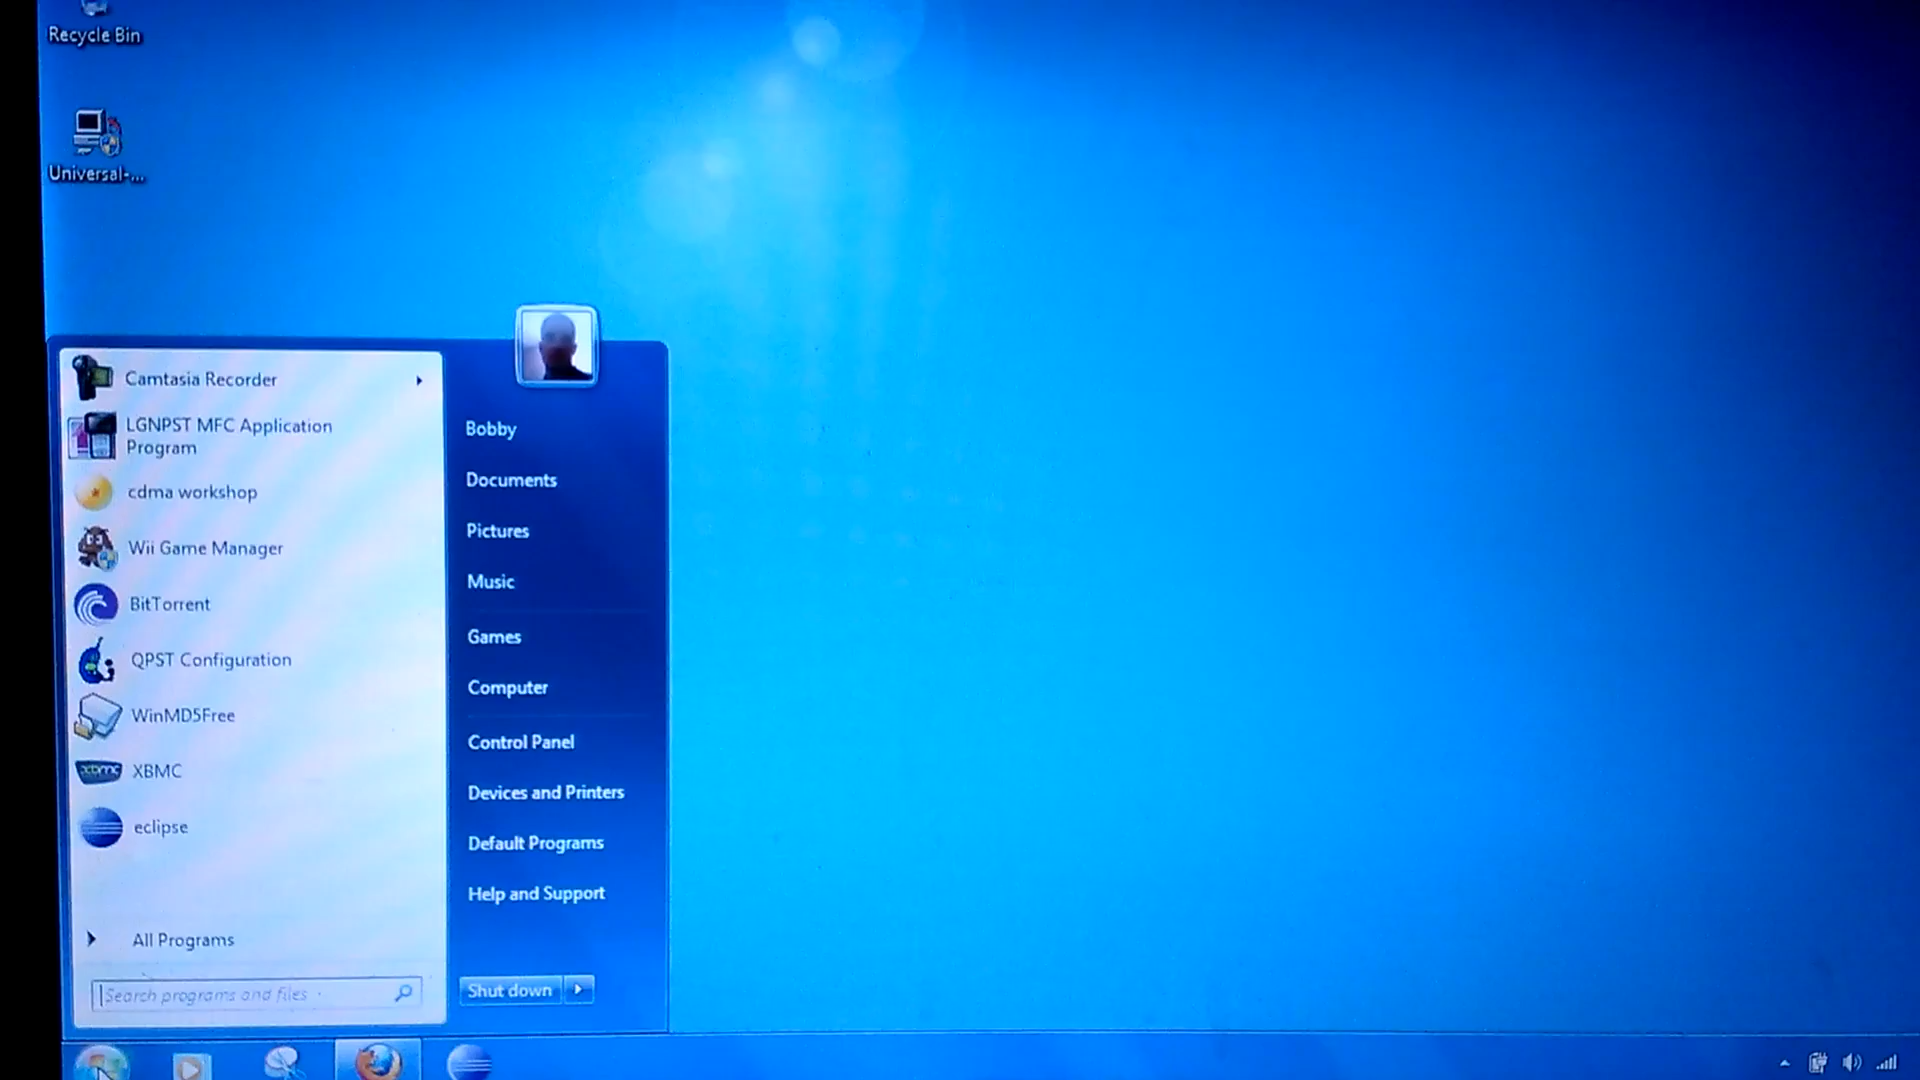 Recycle Bin
Universal-...
Camtasia Recorder
LGNPST MFC Application
Program
cdma workshop
Wii Game Manager
BitTorrent
QPST Configuration
WinMD5Free
XBMC
eclipse
All Programs
Search programs and files
Bobby
Documents
Pictures
Music
Games
Computer
Control Panel
Devices and Printers
Default Programs
Help and Support
Shut down